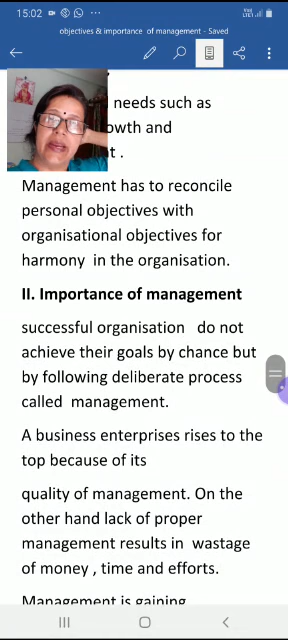 15:02
objectives & importance of management - Saved
needs such as
owth and
t .
Management has to reconcile
personal objectives with
organisational objectives for
harmony in the organisation.
II. Importance of management
successful organisation do not
achieve their goals by chance but
by following deliberate process
called management.
A business enterprises rises to the
top because of its
quality of management. On the
other hand lack of proper
management results in wastage
of money , time and efforts.
Management is gaining